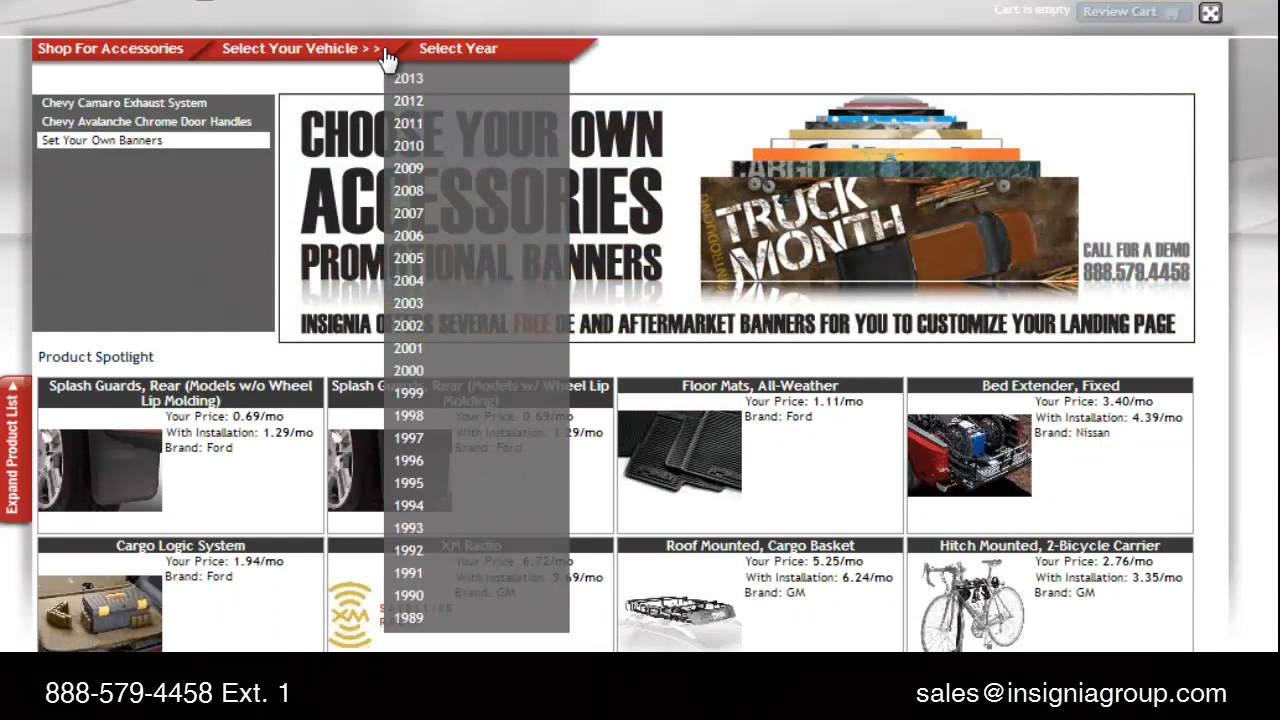 Cart is empty
Review Cart
Shop For Accessories
Select Your Vehicle > >
Select Year
2013
2012
2011
2010
2009
2008
2007
2006
2005
2004
2003
2002
2001
2000
1999
1998
1997
1996
1995
1994
1993
1992
1991
1990
1989
Chevy Camaro Exhaust System
Chevy Avalanche Chrome Door Handles
Set Your Own Banners
CHOOSE YOUR OWN
ACCESSORIES
PROMOTIONAL BANNERS
CARGO
INTRODUCING
TRUCK
MONTH
CALL FOR A DEMO
888.579.4458
INSIGNIA SEVERAL FREE OE AND AFTERMARKET BANNERS FOR YOU TO CUSTOMIZE YOUR LANDING PAGE
Product Spotlight
Expand Product List
Splash Guards, Rear (Models w/o Wheel
Lip Molding)
Your Price: 0.69/mo
With Installation: 1.29/mo
Brand: Ford
Splash Guards, Rear (Models w/ Wheel Lip
Molding)
Your Price: 0.69/mo
With Installation: 1.29/mo
Brand: Ford
Floor Mats, All-Weather
Your Price: 1.11/mo
Brand: Ford
Bed Extender, Fixed
Your Price: 3.40/mo
With Installation: 4.39/mo
Brand: Nissan
Cargo Logic System
Your Price: 1.94/mo
Brand: Ford
XM Radio
Your Price: 6.72/mo
With Installation: 9.69/mo
Brand: GM
XM
Roof Mounted, Cargo Basket
Your Price: 5.25/mo
With Installation: 6.24/mo
Brand: GM
Hitch Mounted, 2-Bicycle Carrier
Your Price: 2.76/mo
With Installation: 3.35/mo
Brand: GM
888-579-4458 Ext. 1
sales@insigniagroup.com